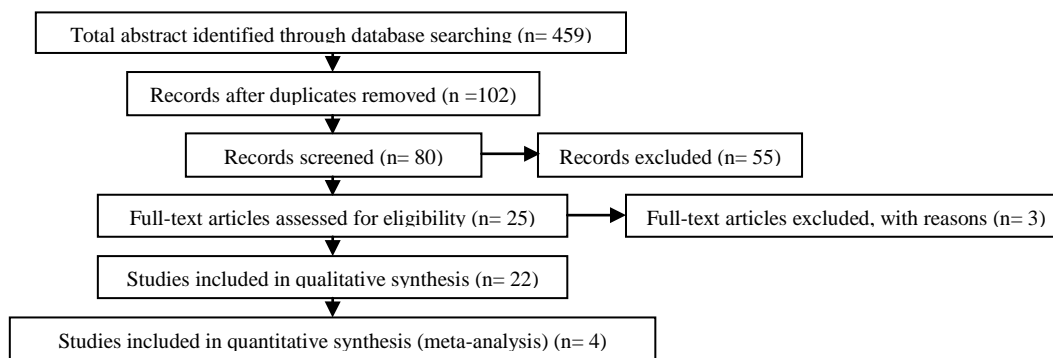 Total abstract identified through database searching (n= 459)
Records after duplicates removed (n =102)
Records screened (n= 80)
Records excluded (n= 55)
Full-text articles assessed for eligibility (n= 25)
Full-text articles excluded, with reasons (n= 3)
Studies included in qualitative synthesis (n= 22)
Studies included in quantitative synthesis (meta-analysis) (n= 4)